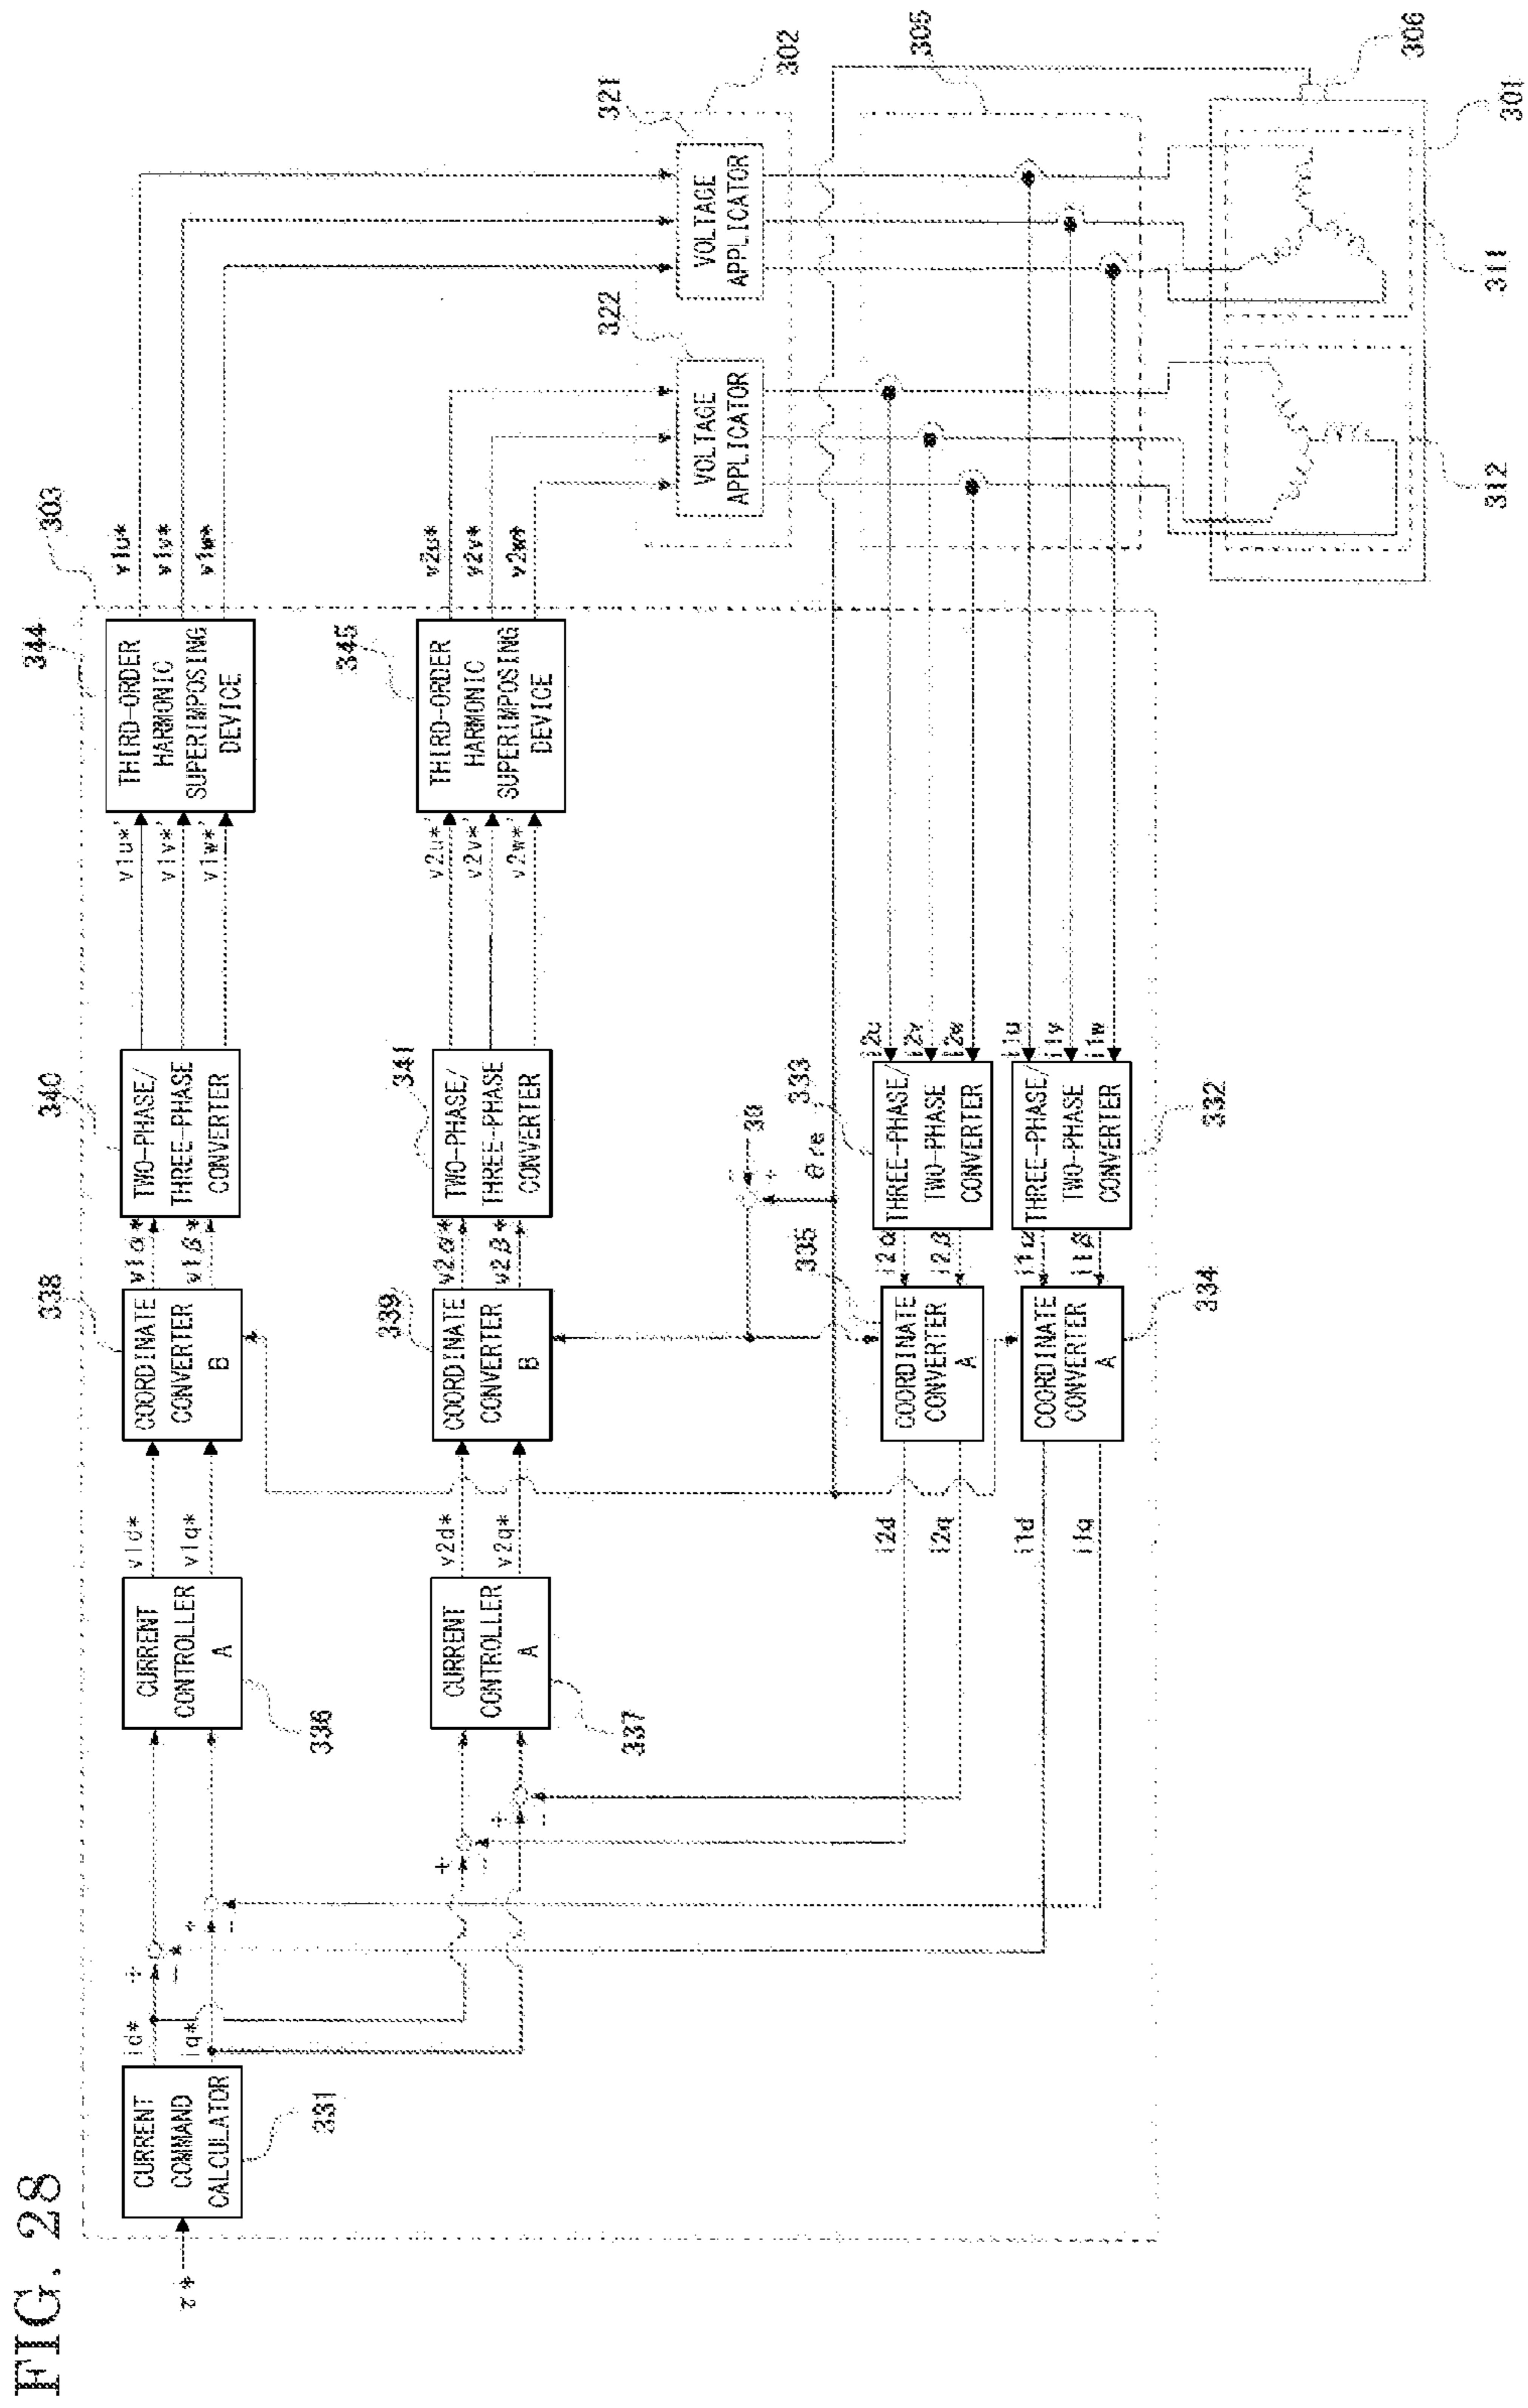 FIG. 28
τ*
CURRENT
COMMAND
CALCULATOR
331
id*
iq*
+
−
+
−
+
−
+
−
CURRENT
CONTROLLER
A
336
CURRENT
CONTROLLER
A
337
v1d*
v1q*
v2d*
v2q*
i2d
i2q
i1d
i1q
COORDINATE
CONVERTER
B
338
COORDINATE
CONVERTER
B
339
COORDINATE
CONVERTER
A
335
COORDINATE
CONVERTER
A
334
v1α*
v1β*
v2α*
v2β*
i2α
i2β
i1α
i1β
TWO-PHASE/
THREE-PHASE
CONVERTER
340
TWO-PHASE/
THREE-PHASE
CONVERTER
341
30
+
θre
THREE-PHASE/
TWO-PHASE
CONVERTER
333
THREE-PHASE/
TWO-PHASE
CONVERTER
332
v1u*'
v1v*'
v1w*'
v2u*'
v2v*'
v2w*'
i2u
i2v
i2w
i1u
i1v
i1w
THIRD-ORDER
HARMONIC
SUPERIMPOSING
DEVICE
344
THIRD-ORDER
HARMONIC
SUPERIMPOSING
DEVICE
345
303
v1u*
v1v*
v1w*
v2u*
v2v*
v2w*
VOLTAGE
APPLICATOR
322
VOLTAGE
APPLICATOR
321
302
305
306
301
311
312